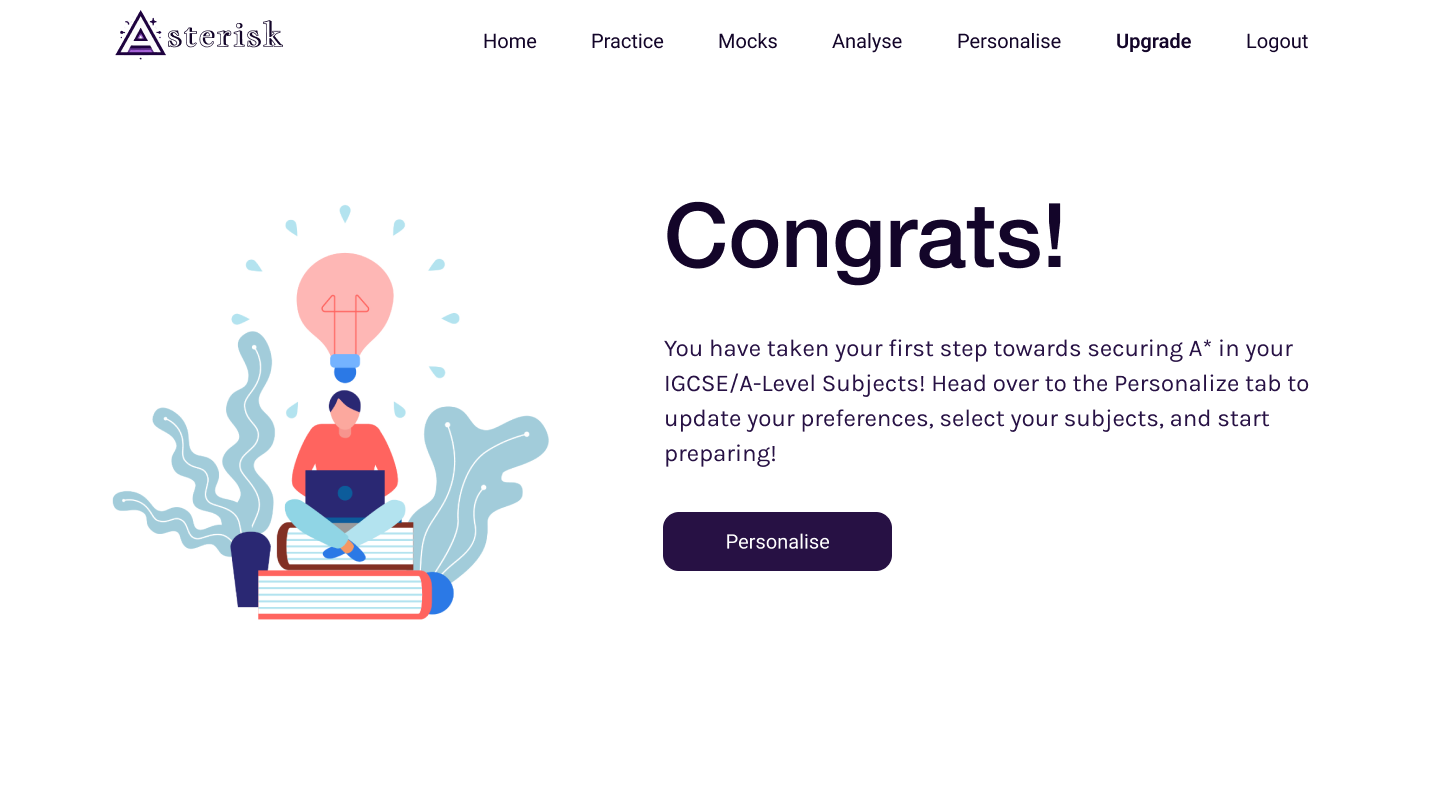 Asterisk
Home Practice Mocks Analyse Personalise Upgrade Logout
Congrats!
You have taken your first step towards securing A* in your
IGCSE/A-Level Subjects! Head over to the Personalize tab to
update your preferences, select your subjects, and start
preparing!
Personalise